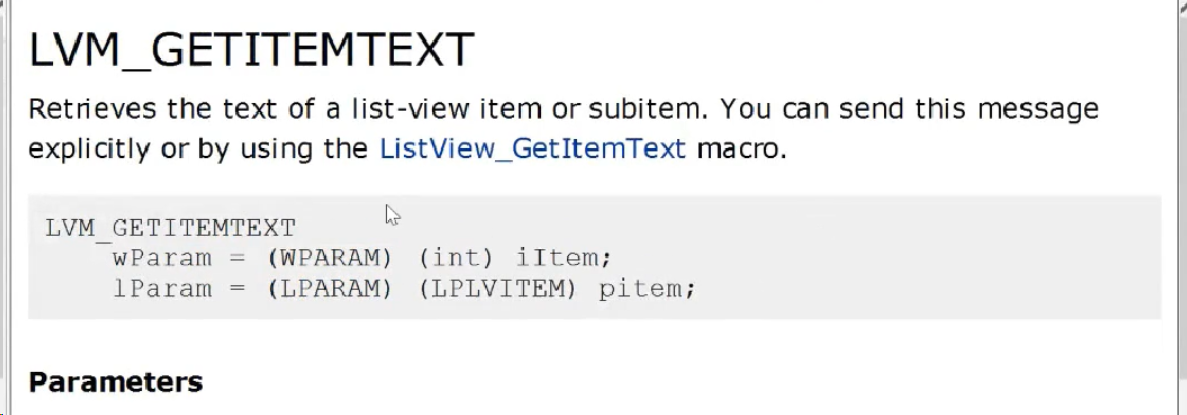 LVM_GETITEMTEXT
Retrieves the text of a list-view item or subitem. You can send this message
explicitly or by using the ListView_GetItemText macro.
LVM_GETITEMTEXT
wParam = (WPARAM) (int) iItem;
lParam = (LPARAM) (LPLVITEM) pitem;
Parameters